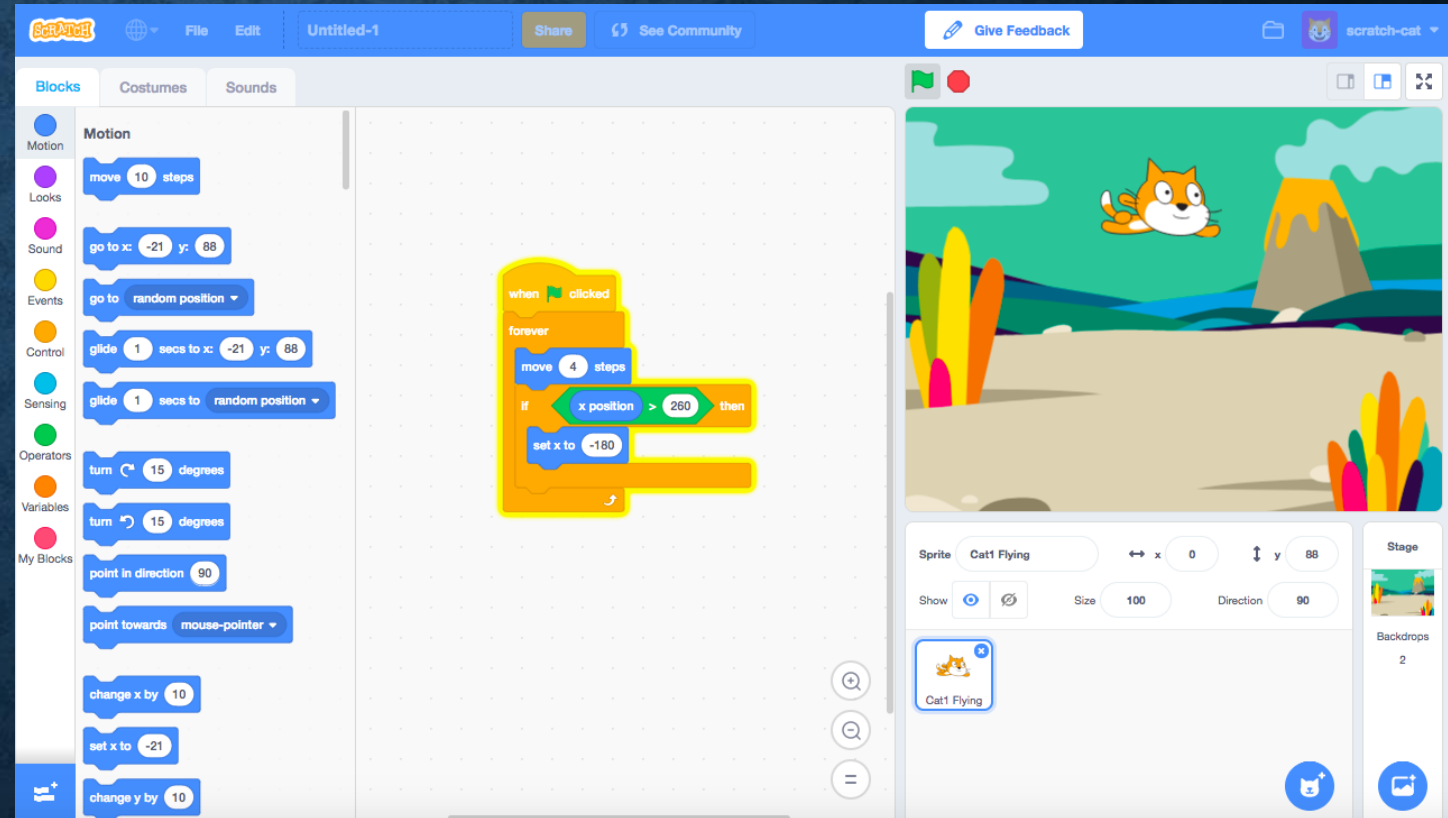 SCRATCH File Edit Untitled-1 Share See Community Give Feedback scratch-cat
Blocks Costumes Sounds
Motion
Looks
Sound
Events
Control
Sensing
Operators
Variables
My Blocks
Motion
move 10 steps
go to x: -21 y: 88
go to random position
glide 1 secs to x: -21 y: 88
glide 1 secs to random position
turn 15 degrees
turn 15 degrees
point in direction 90
point towards mouse-pointer
change x by 10
set x to -21
change y by 10
when clicked
forever
move 4 steps
if x position > 260 then
set x to -180
Sprite Cat1 Flying x 0 y 88
Show Size 100 Direction 90
Cat1 Flying
Stage
Backdrops
2